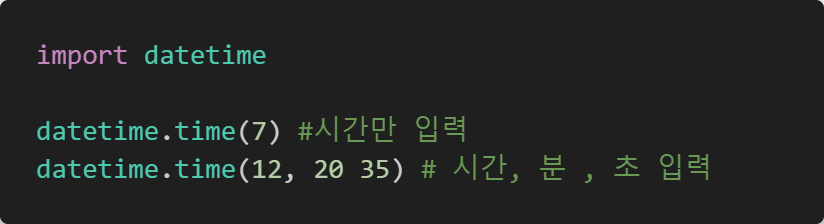 import datetime
datetime.time(7) #시간만 입력
datetime.time(12, 20 35) # 시간, 분 , 초 입력